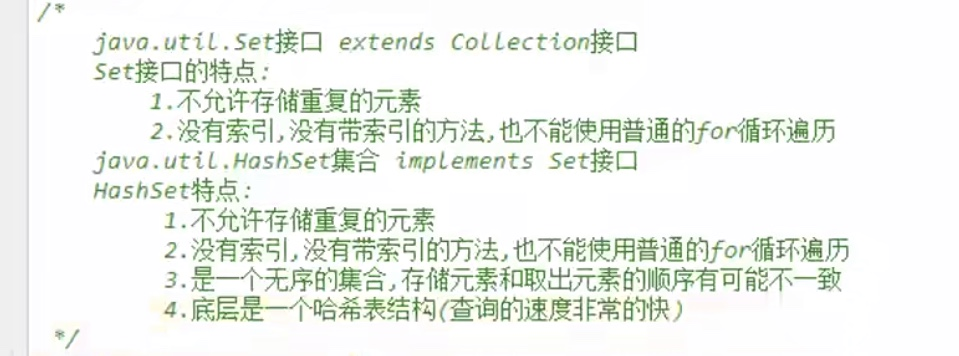 /*
java.util.Set接口 extends Collection接口
Set接口的特点:
1.不允许存储重复的元素
2.没有索引,没有带索引的方法,也不能使用普通的for循环遍历
java.util.HashSet集合 implements Set接口
HashSet特点:
1.不允许存储重复的元素
2.没有索引,没有带索引的方法,也不能使用普通的for循环遍历
3.是一个无序的集合,存储元素和取出元素的顺序有可能不一致
4.底层是一个哈希表结构(查询的速度非常的快)
*/